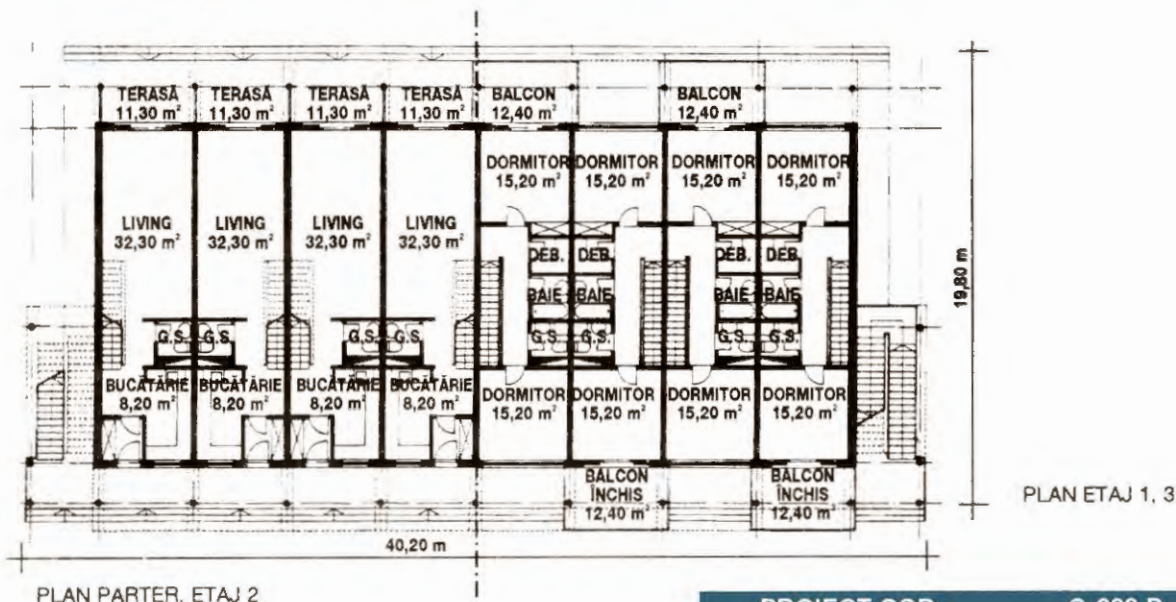 TERASĂ TERASĂ TERASĂ TERASĂ BALCON BALCON
11,30 m² 11,30 m² 11,30 m² 11,30 m² 12,40 m² 12,40 m²
DORMITOR DORMITOR DORMITOR DORMITOR
15,20 m² 15,20 m² 15,20 m² 15,20 m²
LIVING LIVING LIVING LIVING
32,30 m² 32,30 m² 32,30 m² 32,30 m²
DEB. DEB. DEB. DEB.
BAIE BAIE BAIE BAIE
19,80 m
G.S. G.S. G.S. G.S. G.S. G.S. G.S. G.S.
BUCĂTĂRIE BUCĂTĂRIE BUCĂTĂRIE BUCĂTĂRIE
8,20 m² 8,20 m² 8,20 m² 8,20 m²
DORMITOR DORMITOR DORMITOR DORMITOR
15,20 m² 15,20 m² 15,20 m² 15,20 m²
BALCON BALCON
ÎNCHIS ÎNCHIS
12,40 m² 12,40 m²
PLAN ETAJ 1, 3
40,20 m
PLAN PARTER, ETAJ 2